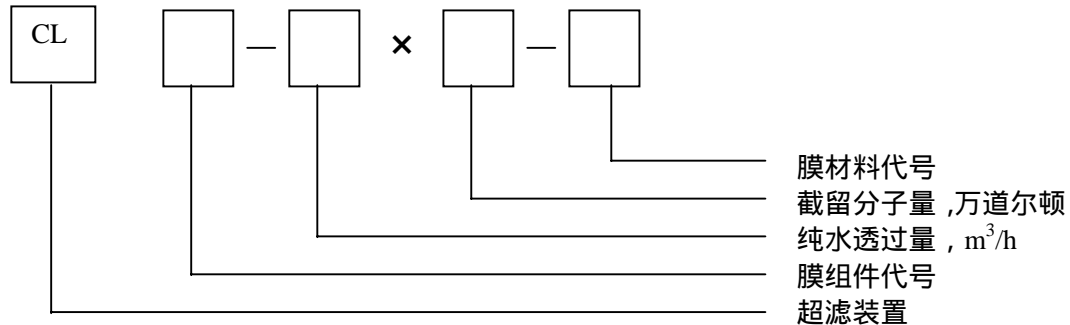 CL — × —
膜材料代号
截留分子量 ,万道尔顿
纯水透过量 , m³/h
膜组件代号
超滤装置